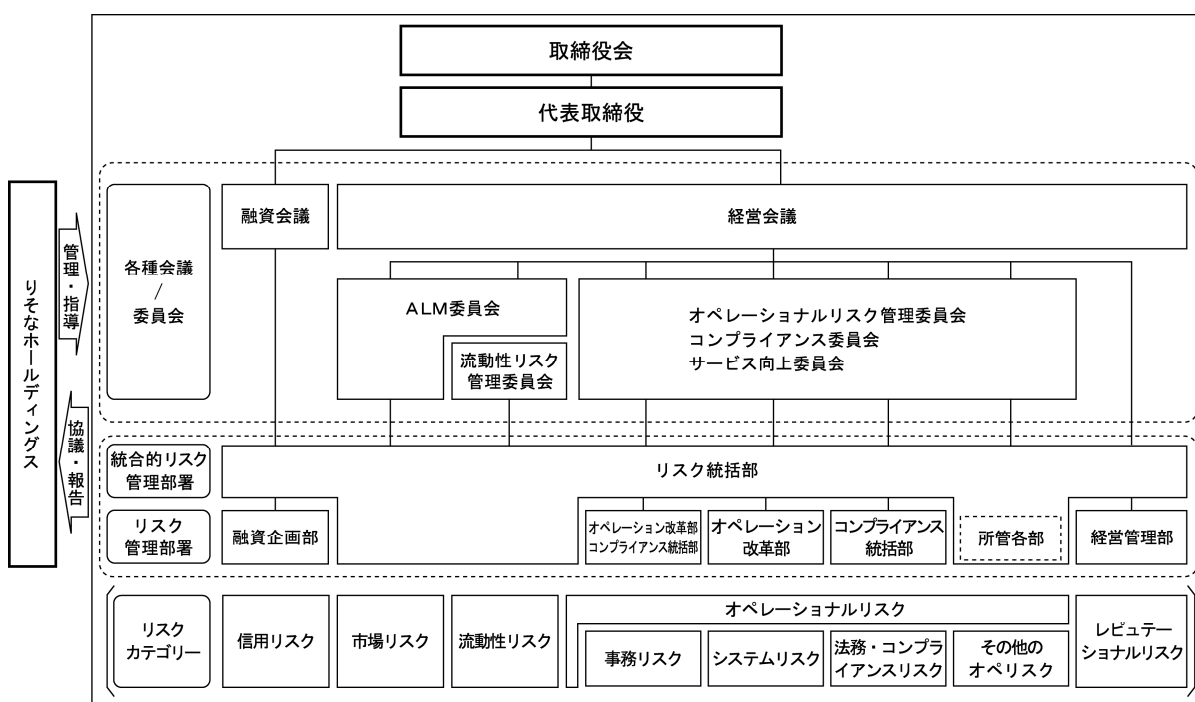 取締役会
代表取締役
りそなホールディングス
管理・指導
協議・報告
各種会議
/
委員会
融資会議
経営会議
ALM委員会
流動性リスク
管理委員会
オペレーショナルリスク管理委員会
コンプライアンス委員会
サービス向上委員会
統合的リスク
管理部署
リスク統括部
リスク
管理部署
融資企画部
オペレーション改革部
コンプライアンス統括部
オペレーション
改革部
コンプライアンス
統括部
所管各部
経営管理部
リスク
カテゴリー
信用リスク
市場リスク
流動性リスク
オペレーショナルリスク
事務リスク
システムリスク
法務・コンプラ
イアンスリスク
その他の
オペリスク
レピュテー
ショナルリスク